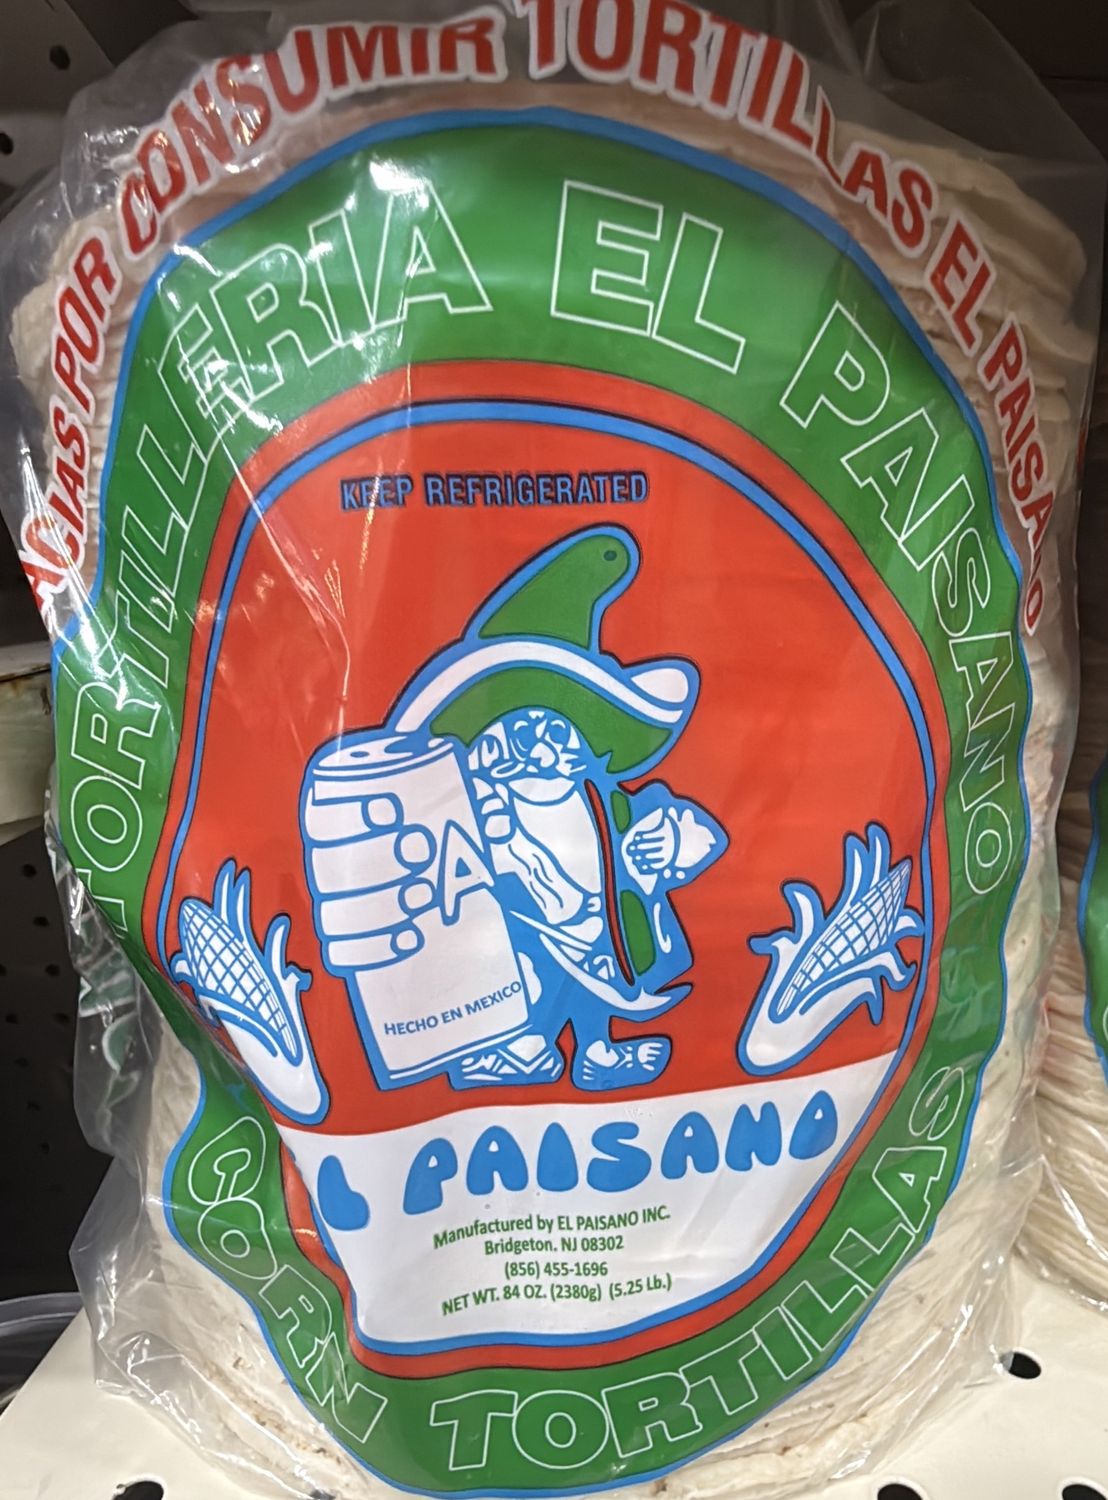 GRACIAS POR CONSUMIR TORTILLAS EL PAISANO
TORTILLERIA EL PAISANO
KEEP REFRIGERATED
A
HECHO EN MEXICO
L PAISANO
Manufactured by EL PAISANO INC.
Bridgeton, NJ 08302
(856) 455-1696
NET WT. 84 OZ. (2380g) (5.25 Lb.)
CORN TORTILLAS